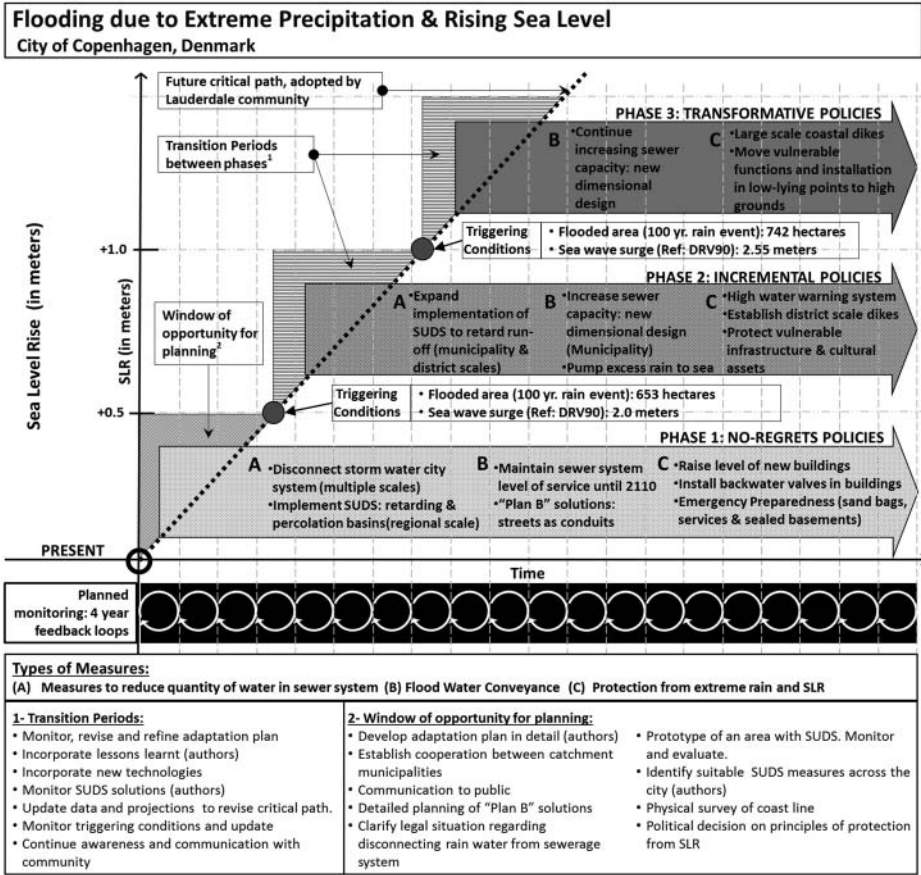 Flooding due to Extreme Precipitation & Rising Sea Level
City of Copenhagen, Denmark
Future critical path, adopted by
Lauderdale community
Transition Periods
between phases1
Window of
opportunity for
planning2
Sea Level Rise (in meters)
SLR (in meters)
+1.0
+0.5
PRESENT
PHASE 3: TRANSFORMATIVE POLICIES
B
•Continue
increasing sewer
capacity: new
dimensional
design
C
•Large scale coastal dikes
•Move vulnerable
functions and installation
in low-lying points to high
grounds
Triggering
Conditions
• Flooded area (100 yr. rain event): 742 hectares
• Sea wave surge (Ref: DRV90): 2.55 meters
PHASE 2: INCREMENTAL POLICIES
A
•Expand
implementation of
SUDS to retard run-
off (municipality &
district scales)
B
•Increase sewer
capacity: new
dimensional design
(Municipality)
•Pump excess rain to sea
C
•High water warning system
•Establish district scale dikes
•Protect vulnerable
infrastructure & cultural
assets
Triggering
Conditions
• Flooded area (100 yr. rain event): 653 hectares
• Sea wave surge (Ref: DRV90): 2.0 meters
PHASE 1: NO-REGRETS POLICIES
A
•Disconnect storm water city
system (multiple scales)
•Implement SUDS: retarding &
percolation basins(regional scale)
B
•Maintain sewer system
level of service until 2110
•“Plan B” solutions:
streets as conduits
C
•Raise level of new buildings
•Install backwater valves in buildings
•Emergency Preparedness (sand bags,
services & sealed basements)
Time
Planned
monitoring: 4 year
feedback loops
Types of Measures:
(A) Measures to reduce quantity of water in sewer system (B) Flood Water Conveyance (C) Protection from extreme rain and SLR
1- Transition Periods:
• Monitor, revise and refine adaptation plan
• Incorporate lessons learnt (authors)
• Incorporate new technologies
• Monitor SUDS solutions (authors)
• Update data and projections to revise critical path.
• Monitor triggering conditions and update
• Continue awareness and communication with
community
2- Window of opportunity for planning:
• Develop adaptation plan in detail (authors)
• Establish cooperation between catchment
municipalities
• Communication to public
• Detailed planning of “Plan B” solutions
• Clarify legal situation regarding
disconnecting rain water from sewerage
system
• Prototype of an area with SUDS. Monitor
and evaluate.
• Identify suitable SUDS measures across the
city (authors)
• Physical survey of coast line
• Political decision on principles of protection
from SLR